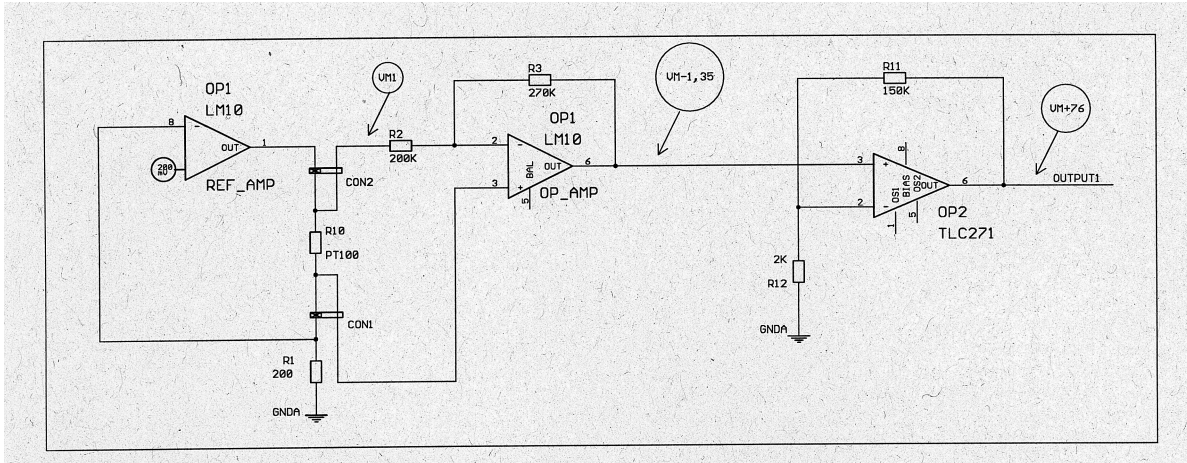 OP1
LM10
8
-
OUT
1
200
mV
REF_AMP
VM1
CON2
R10
PT100
CON1
R1
200
GNDA
R2
200K
R3
270K
OP1
LM10
2
-
3
+
BAL
OUT
6
5
OP_AMP
VM-1,35
R11
150K
3
+
2
-
8
OS1
BIAS
OS2
OUT
6
1
5
OP2
TLC271
2K
R12
GNDA
VM+76
OUTPUT1